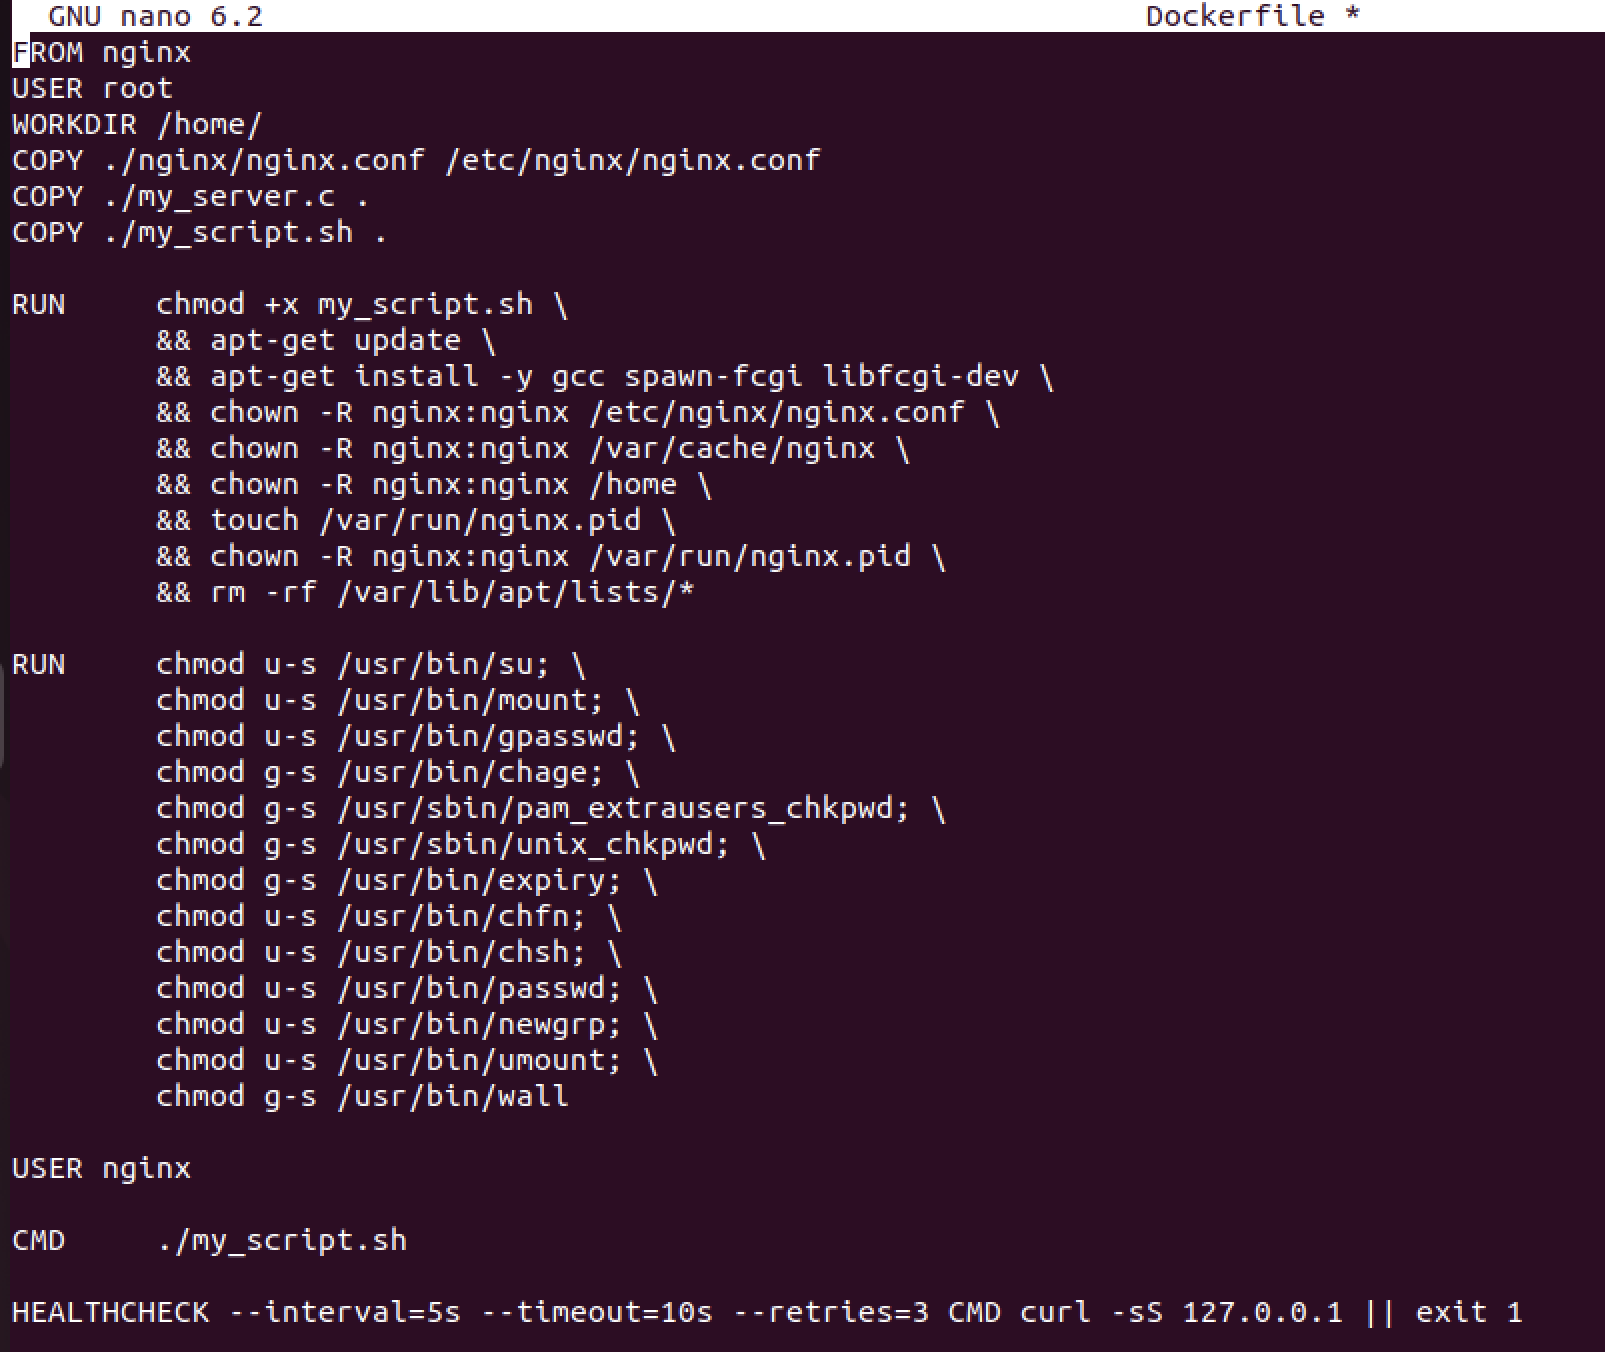 GNU nano 6.2 Dockerfile *
FROM nginx
USER root
WORKDIR /home/
COPY ./nginx/nginx.conf /etc/nginx/nginx.conf
COPY ./my_server.c .
COPY ./my_script.sh .
RUN chmod +x my_script.sh \
&& apt-get update \
&& apt-get install -y gcc spawn-fcgi libfcgi-dev \
&& chown -R nginx:nginx /etc/nginx/nginx.conf \
&& chown -R nginx:nginx /var/cache/nginx \
&& chown -R nginx:nginx /home \
&& touch /var/run/nginx.pid \
&& chown -R nginx:nginx /var/run/nginx.pid \
&& rm -rf /var/lib/apt/lists/*
RUN chmod u-s /usr/bin/su; \
chmod u-s /usr/bin/mount; \
chmod u-s /usr/bin/gpasswd; \
chmod g-s /usr/bin/chage; \
chmod g-s /usr/sbin/pam_extrausers_chkpwd; \
chmod g-s /usr/sbin/unix_chkpwd; \
chmod g-s /usr/bin/expiry; \
chmod u-s /usr/bin/chfn; \
chmod u-s /usr/bin/chsh; \
chmod u-s /usr/bin/passwd; \
chmod u-s /usr/bin/newgrp; \
chmod u-s /usr/bin/umount; \
chmod g-s /usr/bin/wall
USER nginx
CMD ./my_script.sh
HEALTHCHECK --interval=5s --timeout=10s --retries=3 CMD curl -sS 127.0.0.1 || exit 1